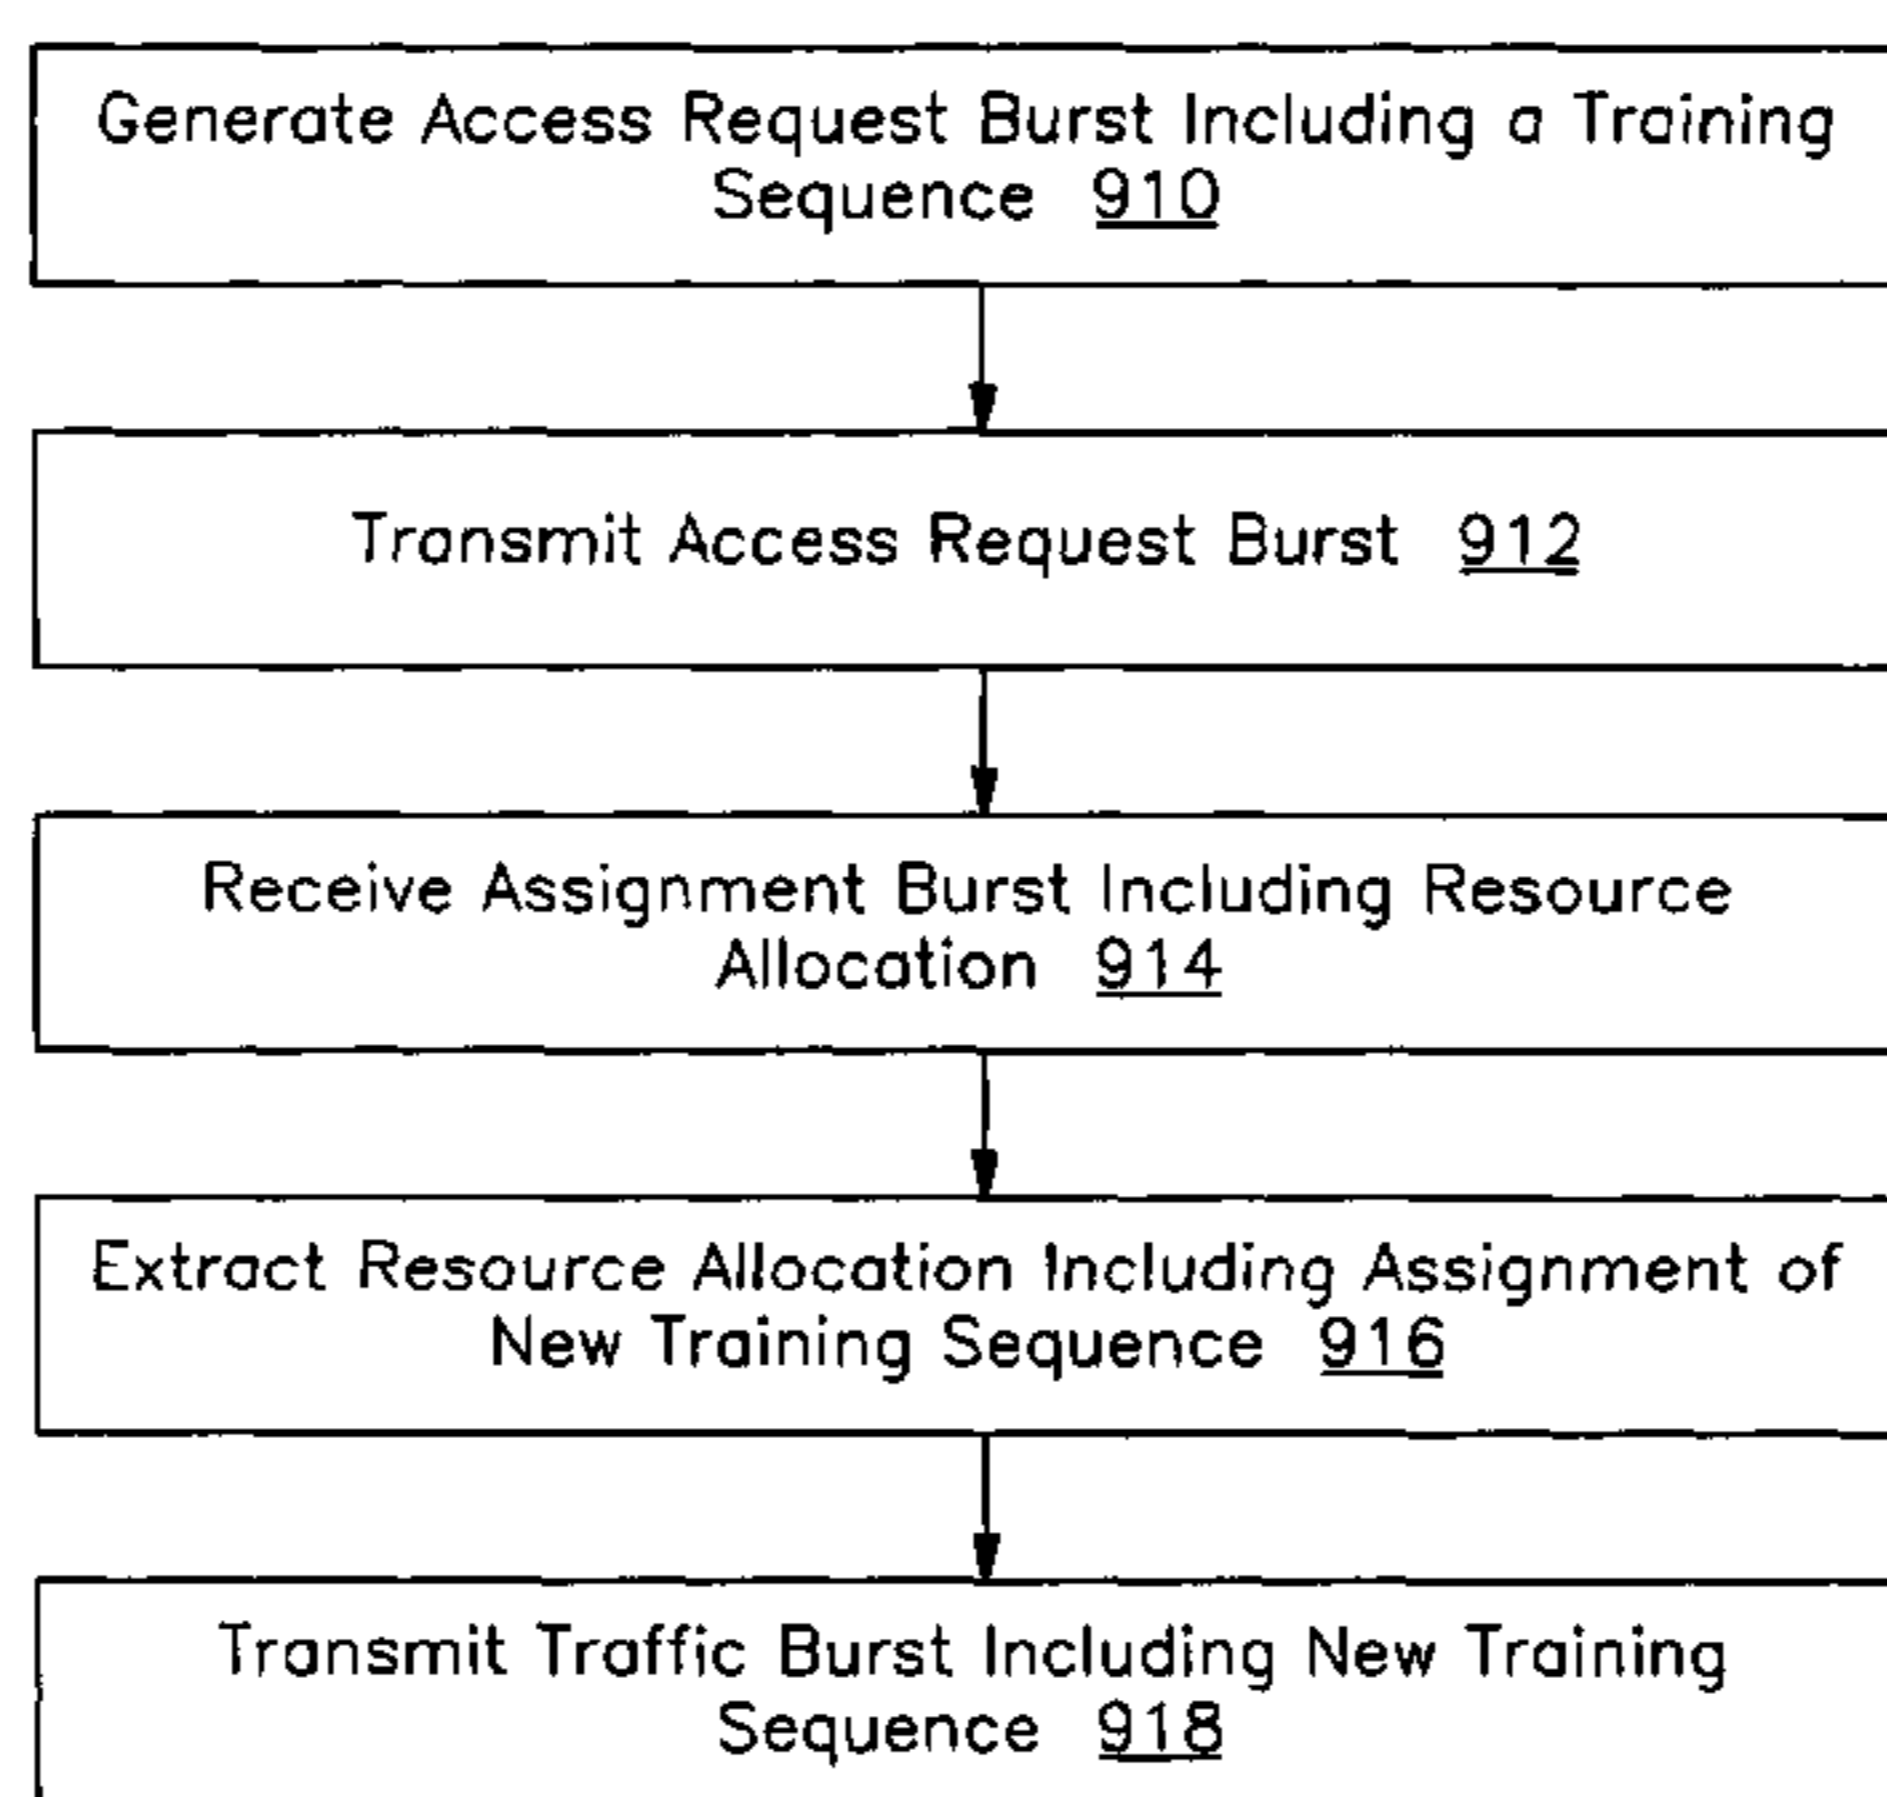 Generate Access Request Burst Including a Training
Sequence 910
Transmit Access Request Burst 912
Receive Assignment Burst Including Resource
Allocation 914
Extract Resource Allocation Including Assignment of
New Training Sequence 916
Transmit Traffic Burst Including New Training
Sequence 918